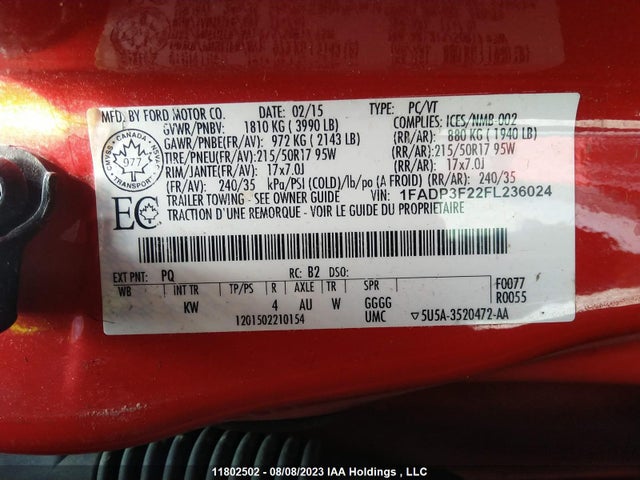 MFD. BY FORD MOTOR CO. DATE: 02/15 TYPE: PC/VT
GVWR/PNBV: 1810 KG ( 3990 LB) COMPLIES: ICES/NMB-002
GAWR/PNBE(FR/AV): 972 KG ( 2143 LB) (RR/AR): 880 KG ( 1940 LB)
TIRE/PNEU(FR/AV): 215/50R17 95W (RR/AR): 215/50R17 95W
RIM/JANTE(FR/AV): 17x7.0J (RR/AR): 17x7.0J
(FR/AV): 240/35 kPa/PSI (COLD)/lb/po (A FROID) (RR/AR): 240/35
TRAILER TOWING - SEE OWNER GUIDE VIN: 1FADP3F22FL236024
TRACTION D'UNE REMORQUE - VOIR LE GUIDE DU PROPRIETAIRE
CANADA
CMVSS NSVAC
977
TRANSPORT
EC
EXT PNT: PQ RC: B2 DSO:
WB INT TR TP/PS R AXLE TR SPR F0077
KW 4 AU W GGGG R0055
1201502210154 UMC ▽5U5A-3520472-AA
11802502 - 08/08/2023 IAA Holdings , LLC